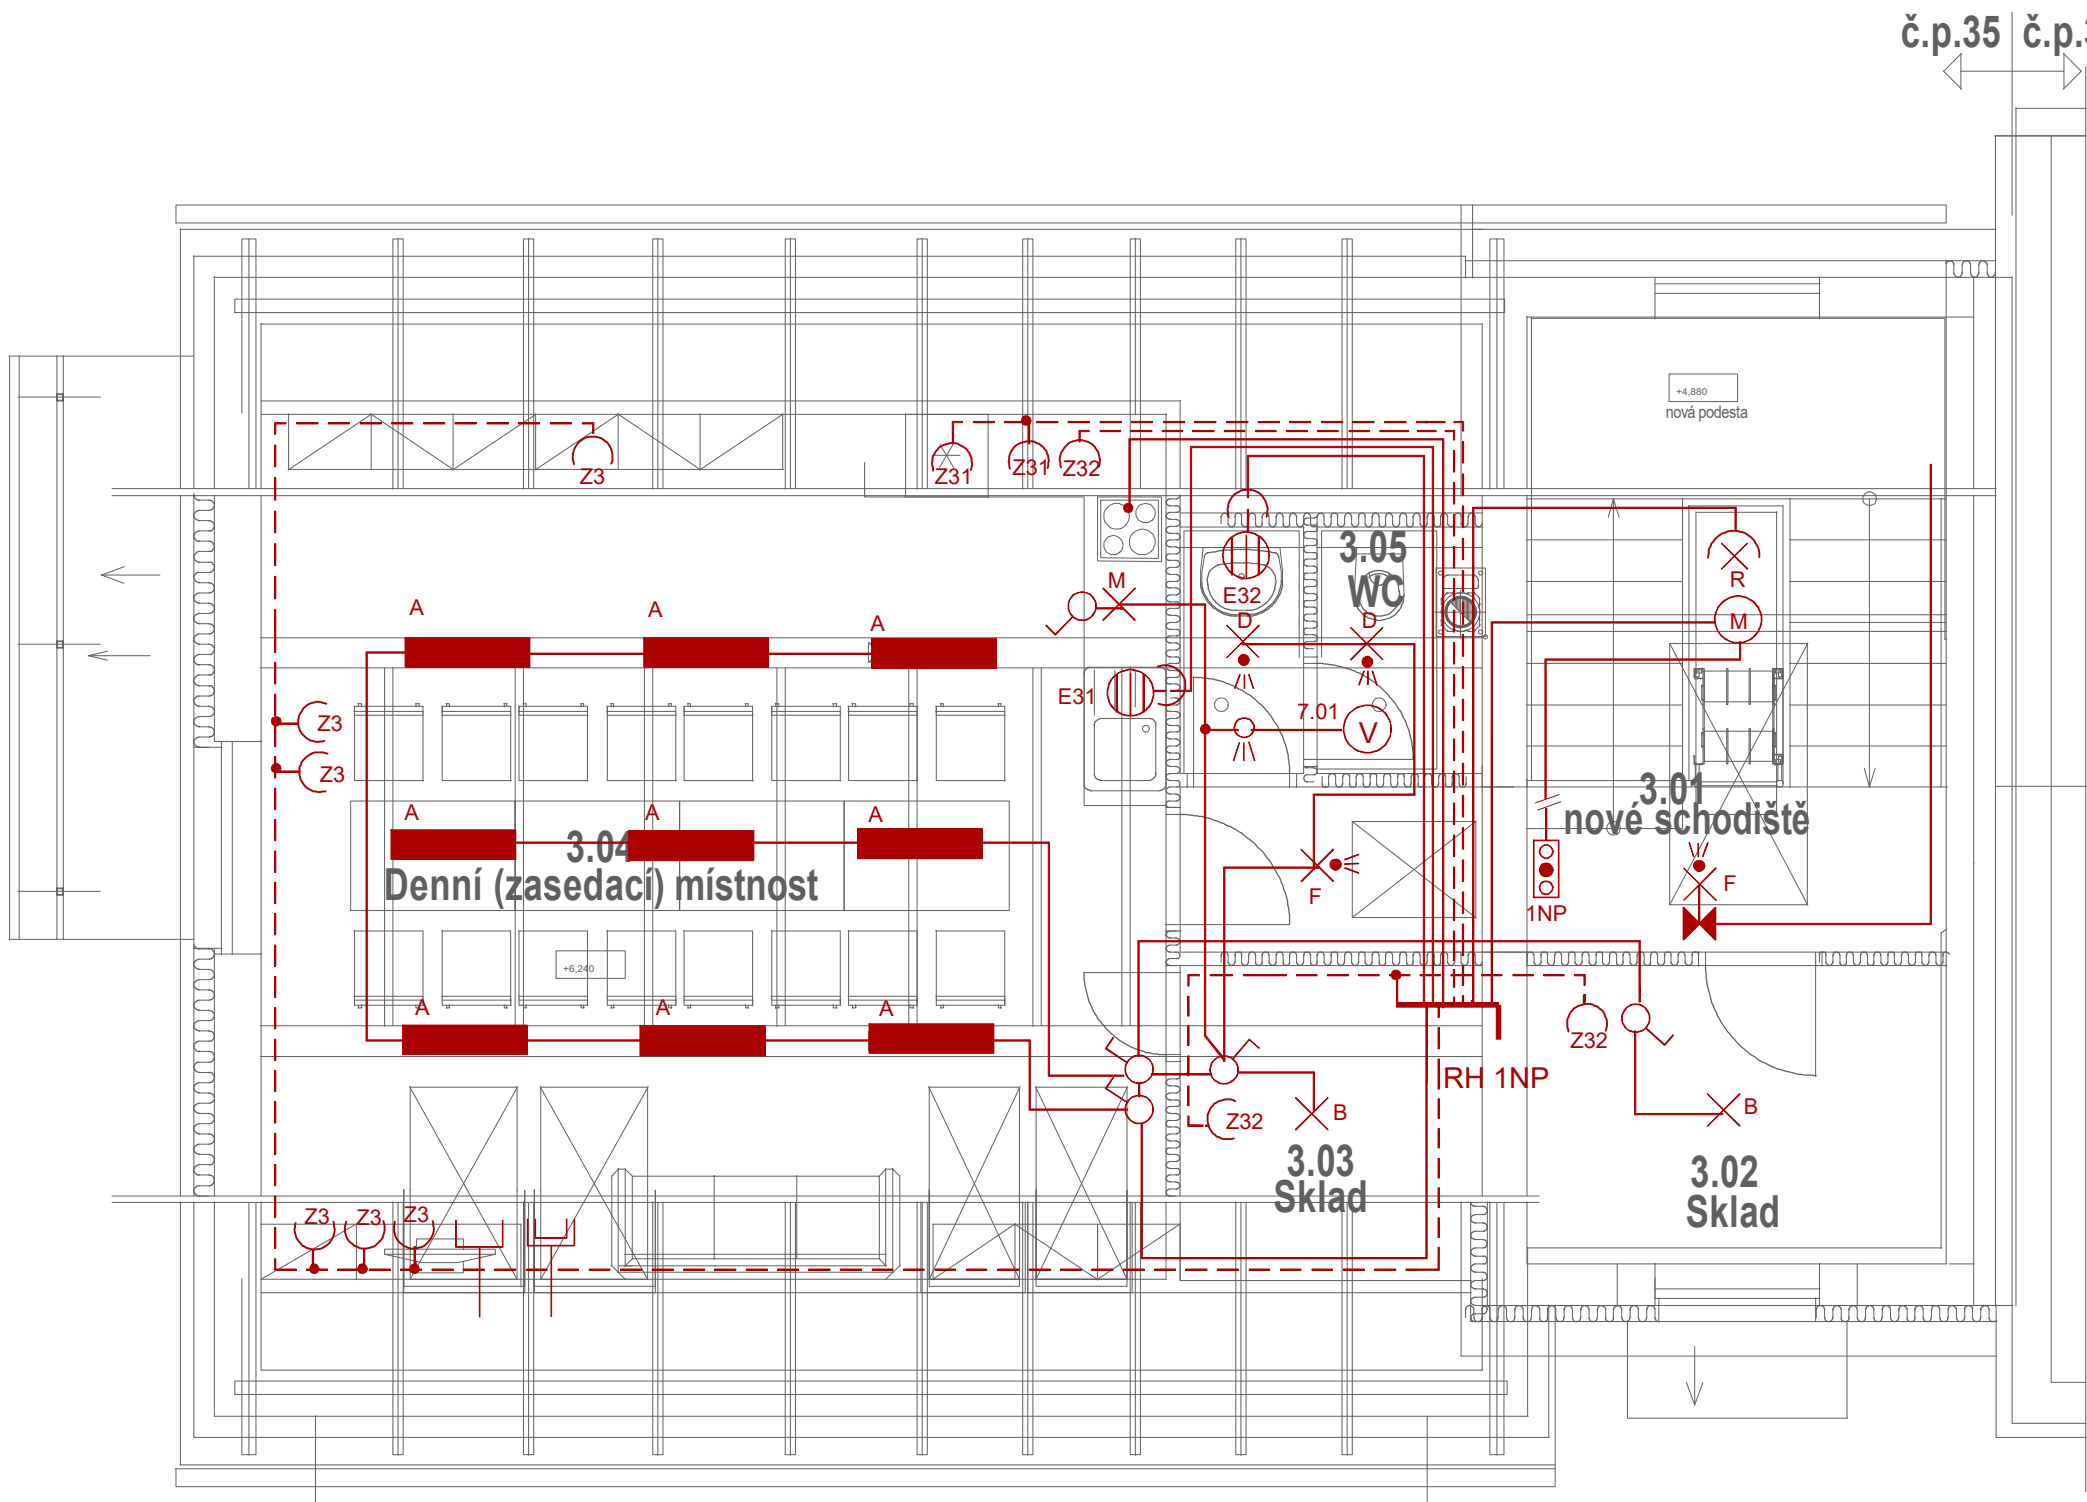 č.p.35 č.p.
+4,880
nová podesta
Z3
Z31
Z31
Z32
3.05
WC
E32
D
D
R
M
M
A
A
A
E31
7.01
V
Z3
Z3
3.01
nové schodiště
A
A
A
3.04
Denní (zasedací) místnost
F
F
1NP
+6,240
A
A
A
Z32
RH 1NP
Z32
B
B
3.03
Sklad
3.02
Sklad
Z3
Z3
Z3